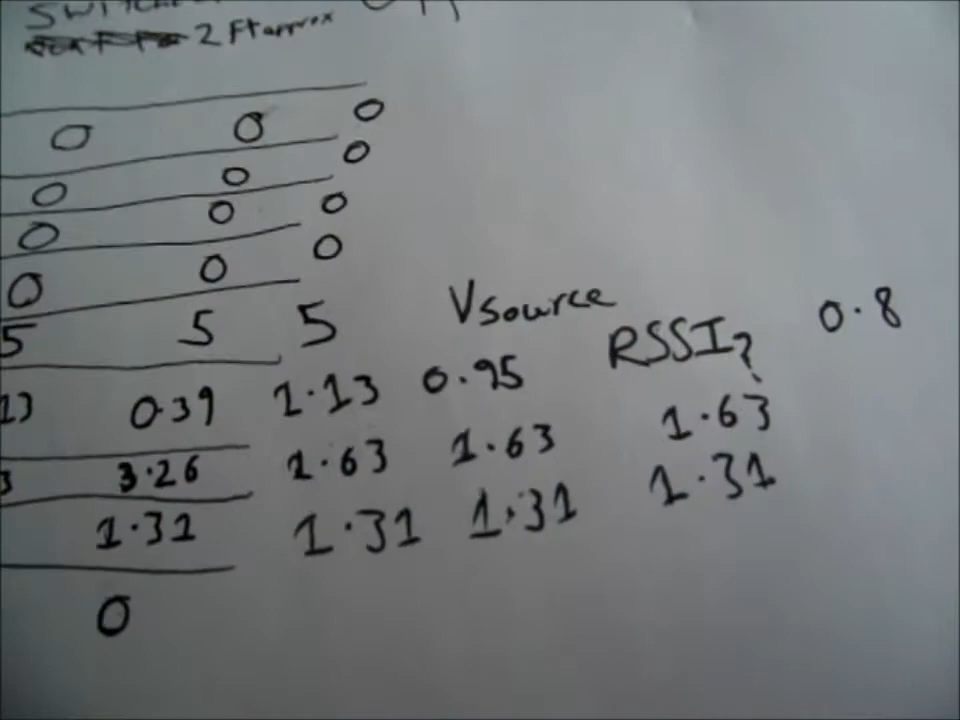 2 Ft approx
0 0 0
0 0 0
0 0 0
0 0 0
5 5 5 Vsource
0.39 1.13 0.95 RSSI? 0.8
3.26 1.63 1.63 1.63
1.31 1.31 1.31 1.31
0